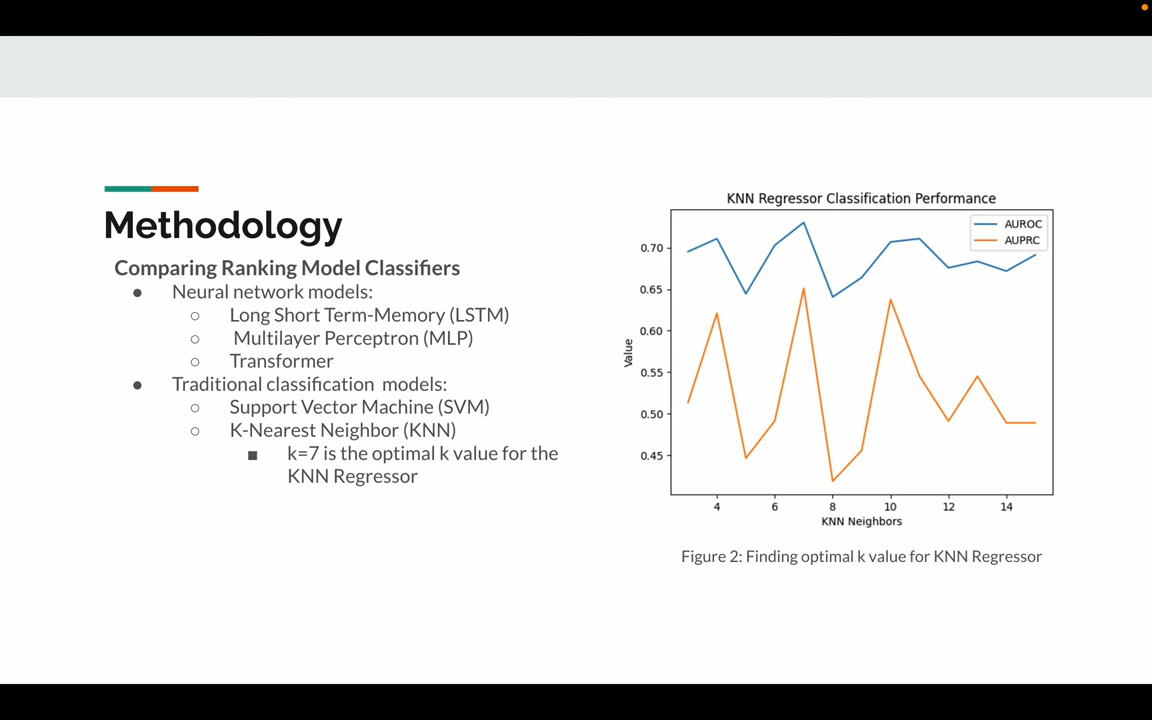 Methodology
Comparing Ranking Model Classifiers
● Neural network models:
○ Long Short Term-Memory (LSTM)
○ Multilayer Perceptron (MLP)
○ Transformer
● Traditional classification models:
○ Support Vector Machine (SVM)
○ K-Nearest Neighbor (KNN)
■ k=7 is the optimal k value for the
KNN Regressor
KNN Regressor Classification Performance
AUROC
AUPRC
Value
0.70
0.65
0.60
0.55
0.50
0.45
4 6 8 10 12 14
KNN Neighbors
Figure 2: Finding optimal k value for KNN Regressor